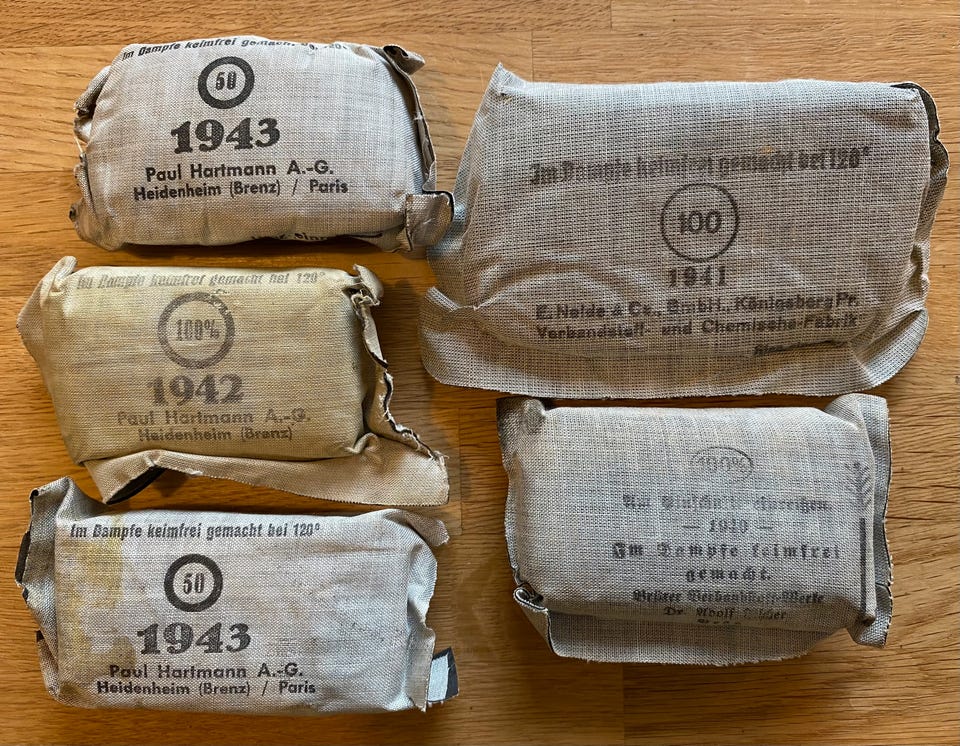 Im Dampfe keimfrei gemacht bei 120°
50
1943
Paul Hartmann A.-G.
Heidenheim (Brenz) / Paris
Im Dampfe keimfrei gemacht bei 120°
100%
1942
Paul Hartmann A.-G.
Heidenheim (Brenz)
Im Dampfe keimfrei gemacht bei 120°
50
1943
Paul Hartmann A.-G.
Heidenheim (Brenz) / Paris
Im Dampfe keimfrei gemacht bei 120°
100
1941
& Co., GmbH., Königsberg Pr.
Verbandstoff- und Chemische Fabrik
100%
einreißen.
— 1940 —
Im Dampfe keimfrei
gemacht.
Dr. Adolf